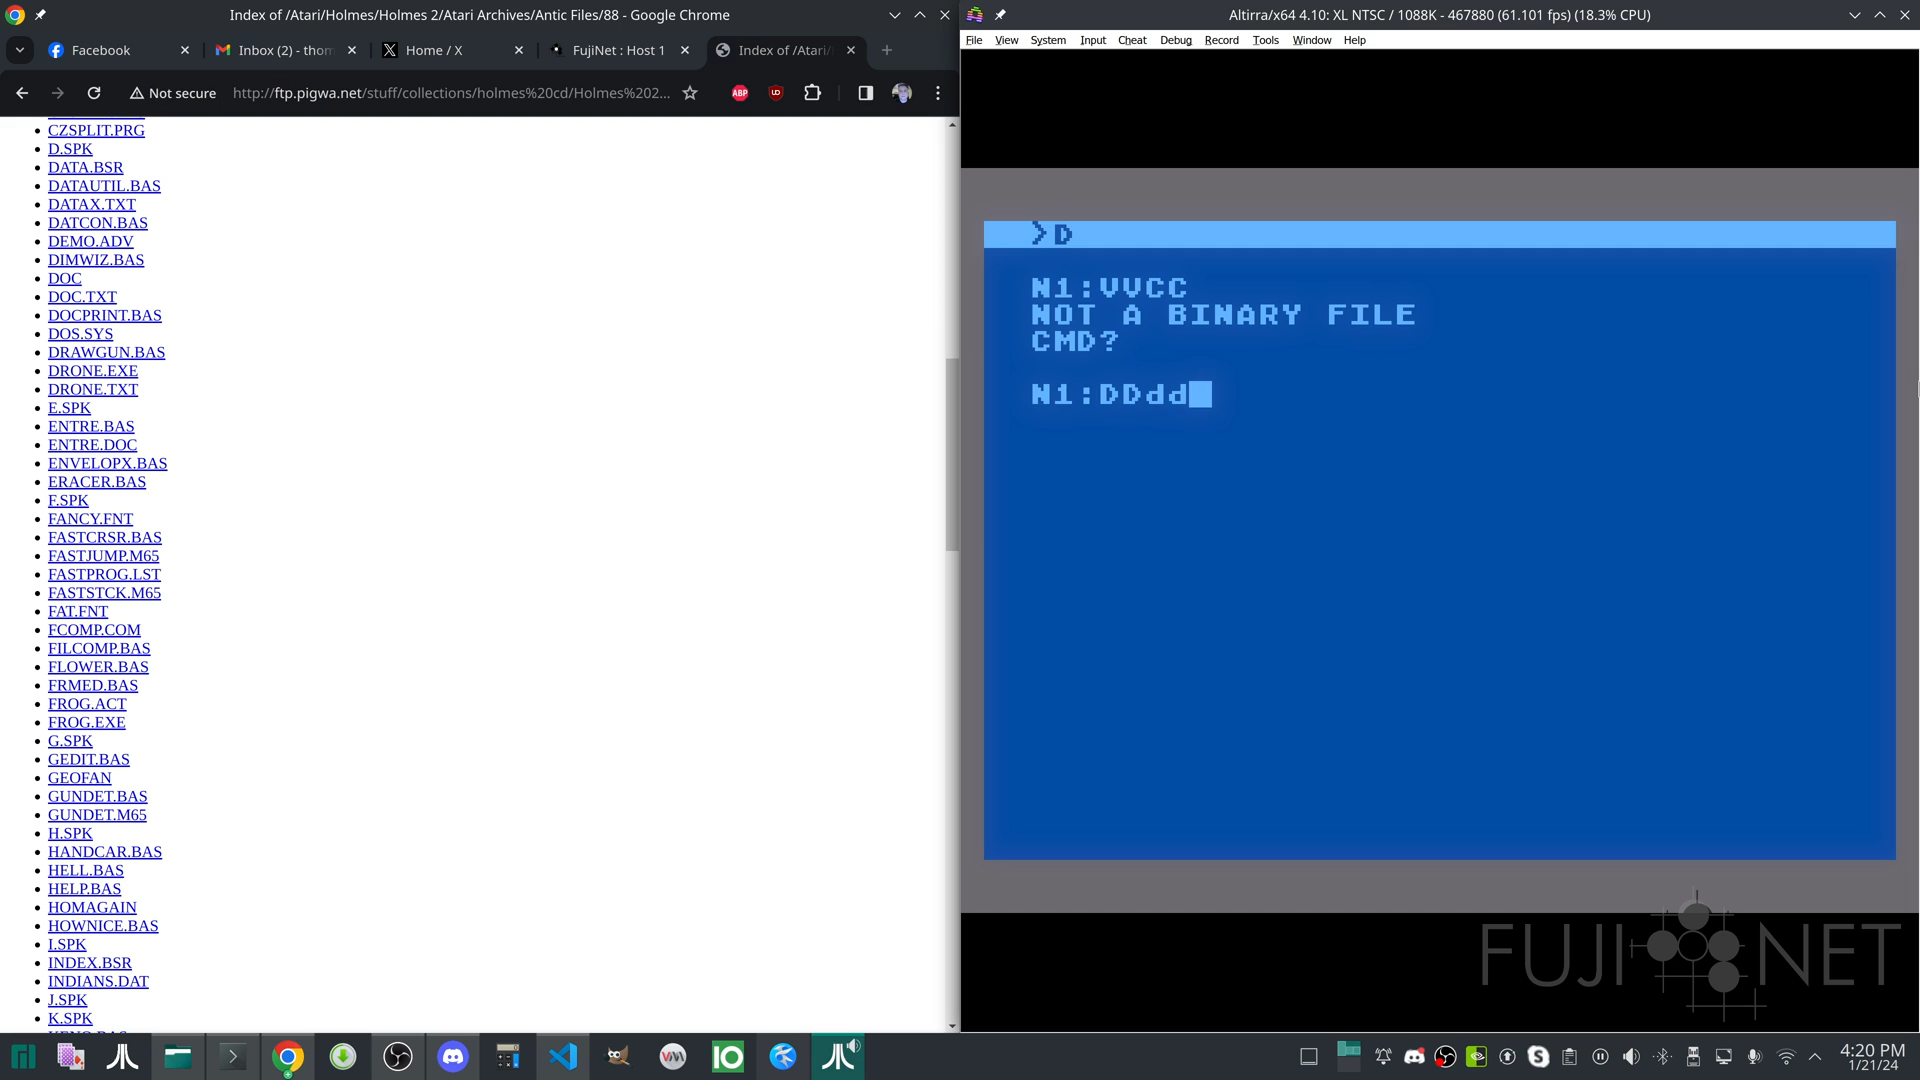 Index of /Atari/Holmes/Holmes 2/Atari Archives/Antic Files/88 - Google Chrome
Facebook
Inbox (2) - thom
Home / X
FujiNet : Host 1
Index of /Atari/
Not secure
http://ftp.pigwa.net/stuff/collections/holmes%20cd/Holmes%202...
ABP
CZSPLIT.PRG
D.SPK
DATA.BSR
DATAUTIL.BAS
DATAX.TXT
DATCON.BAS
DEMO.ADV
DIMWIZ.BAS
DOC
DOC.TXT
DOCPRINT.BAS
DOS.SYS
DRAWGUN.BAS
DRONE.EXE
DRONE.TXT
E.SPK
ENTRE.BAS
ENTRE.DOC
ENVELOPX.BAS
ERACER.BAS
F.SPK
FANCY.FNT
FASTCRSR.BAS
FASTJUMP.M65
FASTPROG.LST
FASTSTCK.M65
FAT.FNT
FCOMP.COM
FILCOMP.BAS
FLOWER.BAS
FRMED.BAS
FROG.ACT
FROG.EXE
G.SPK
GEDIT.BAS
GEOFAN
GUNDET.BAS
GUNDET.M65
H.SPK
HANDCAR.BAS
HELL.BAS
HELP.BAS
HOMAGAIN
HOWNICE.BAS
I.SPK
INDEX.BSR
INDIANS.DAT
J.SPK
K.SPK
Altirra/x64 4.10: XL NTSC / 1088K - 467880 (61.101 fps) (18.3% CPU)
File View System Input Cheat Debug Record Tools Window Help
>D
N1:VVCC
NOT A BINARY FILE
CMD?
N1:DDdd
FUJI NET
4:20 PM
1/21/24